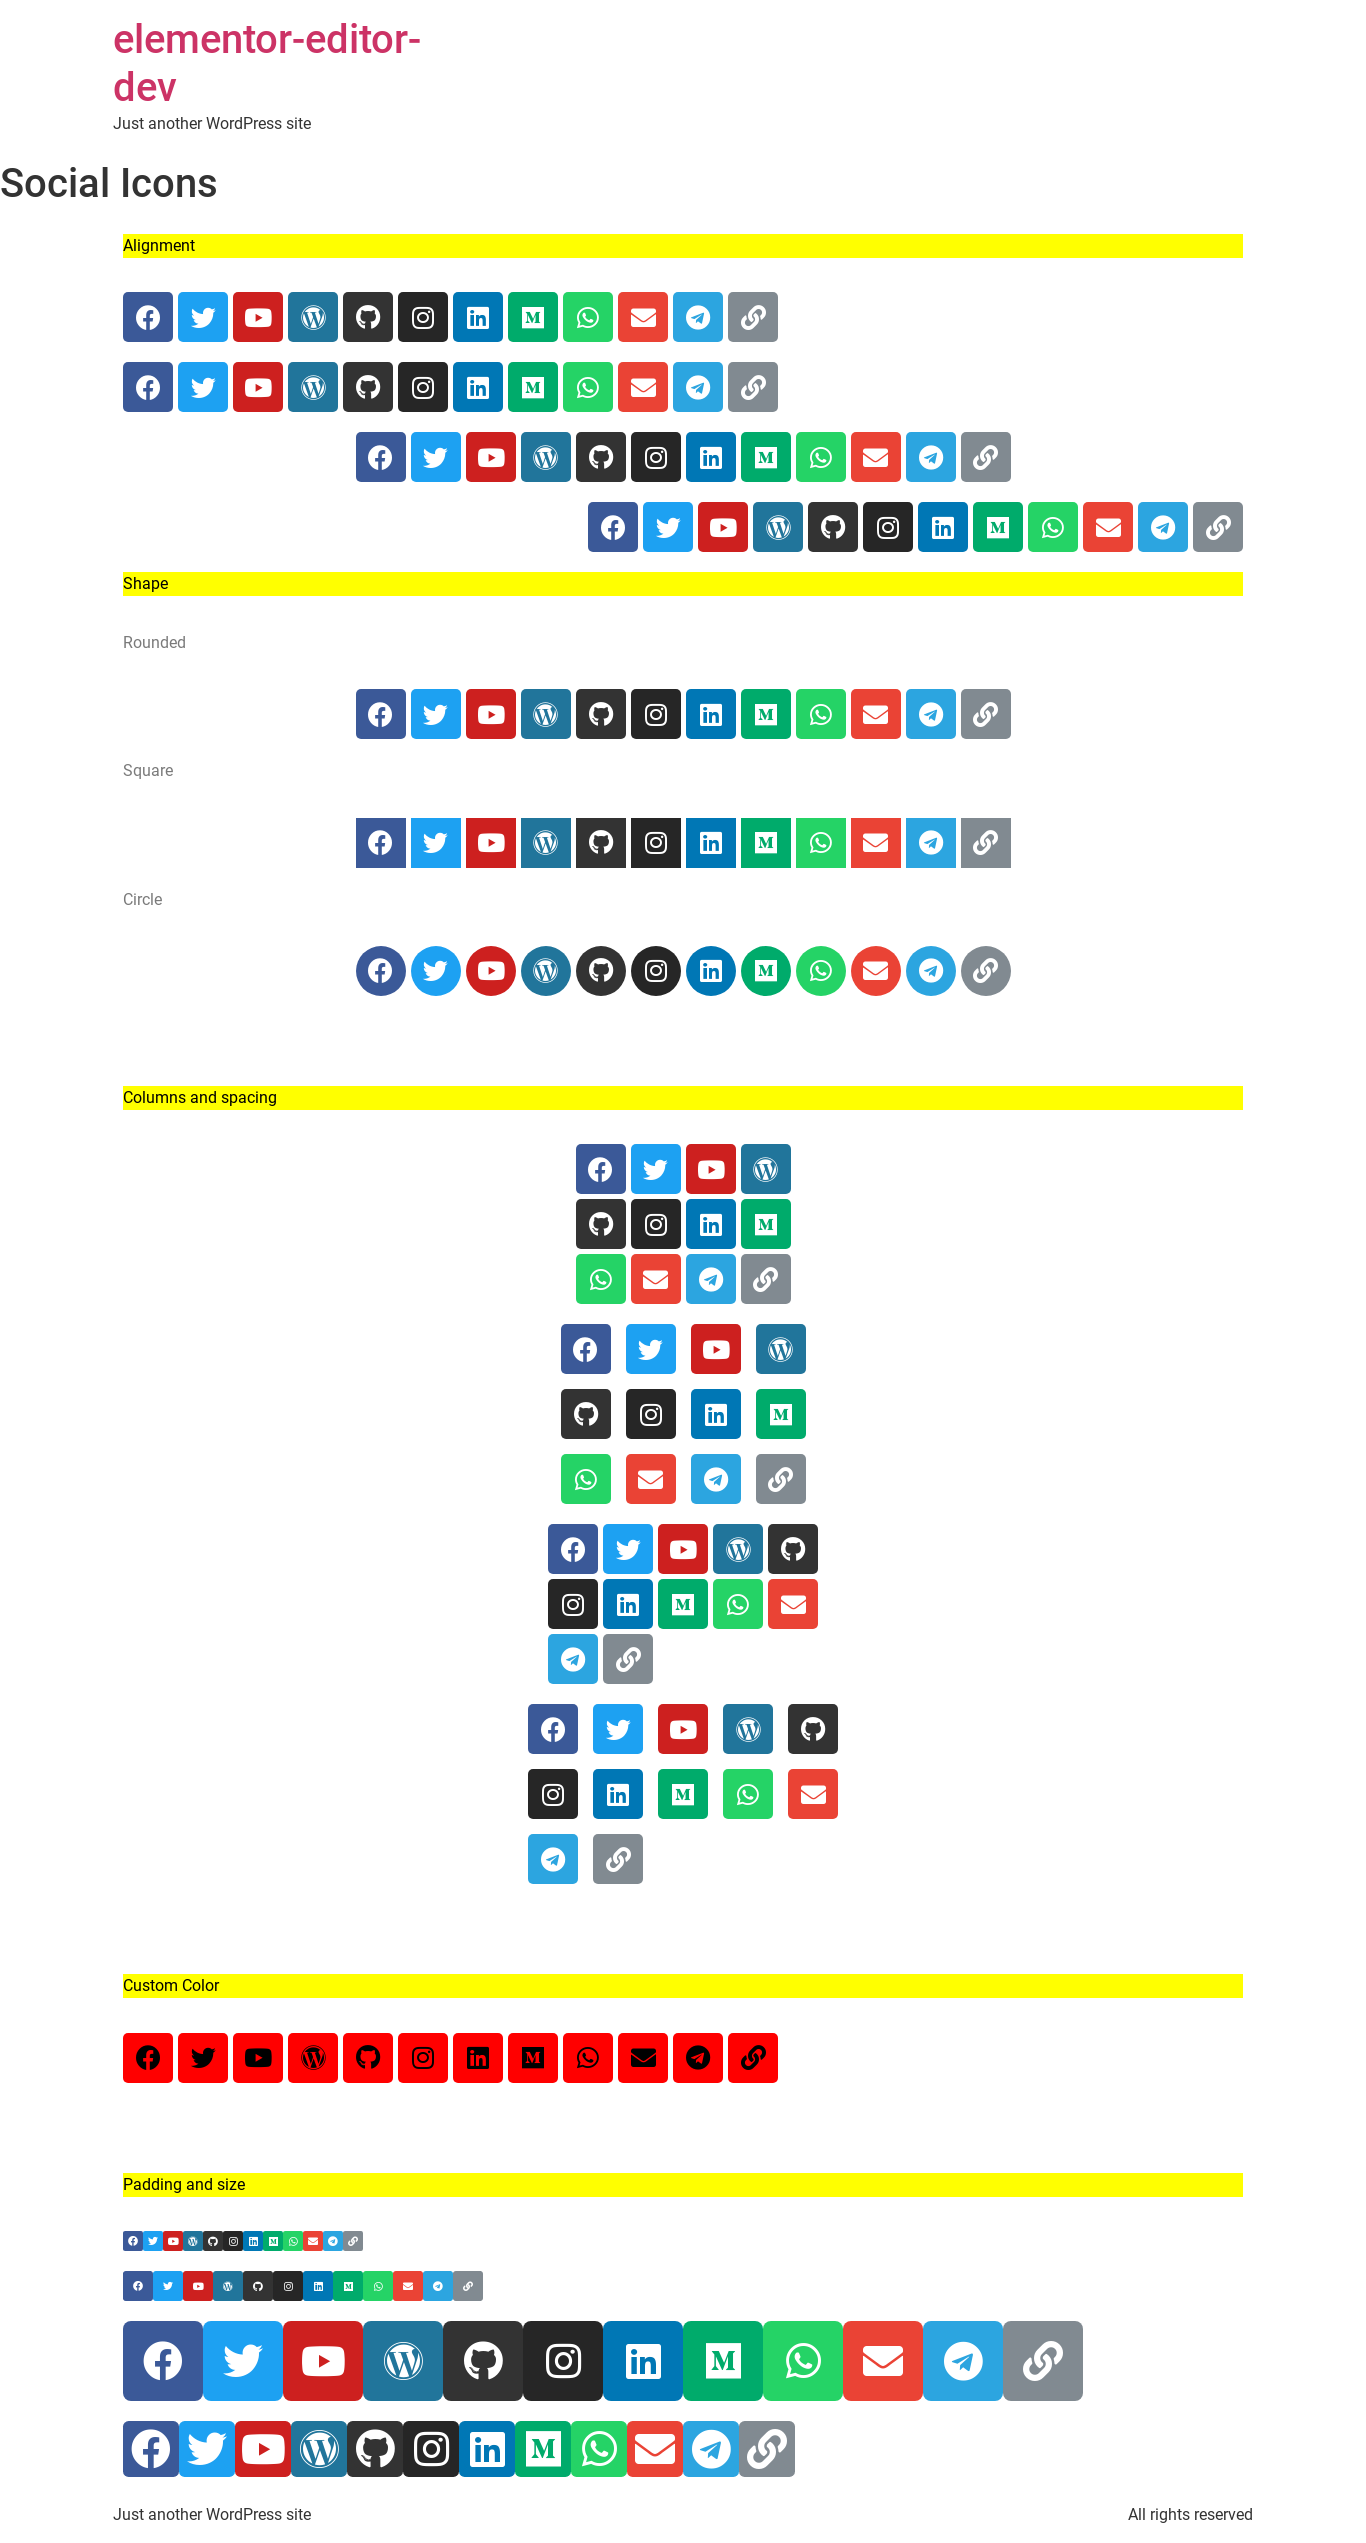 elementor-editor-
dev
Just another WordPress site
Social Icons
Alignment
Shape
Rounded
Square
Circle
Columns and spacing
Custom Color
Padding and size
Just another WordPress site
All rights reserved